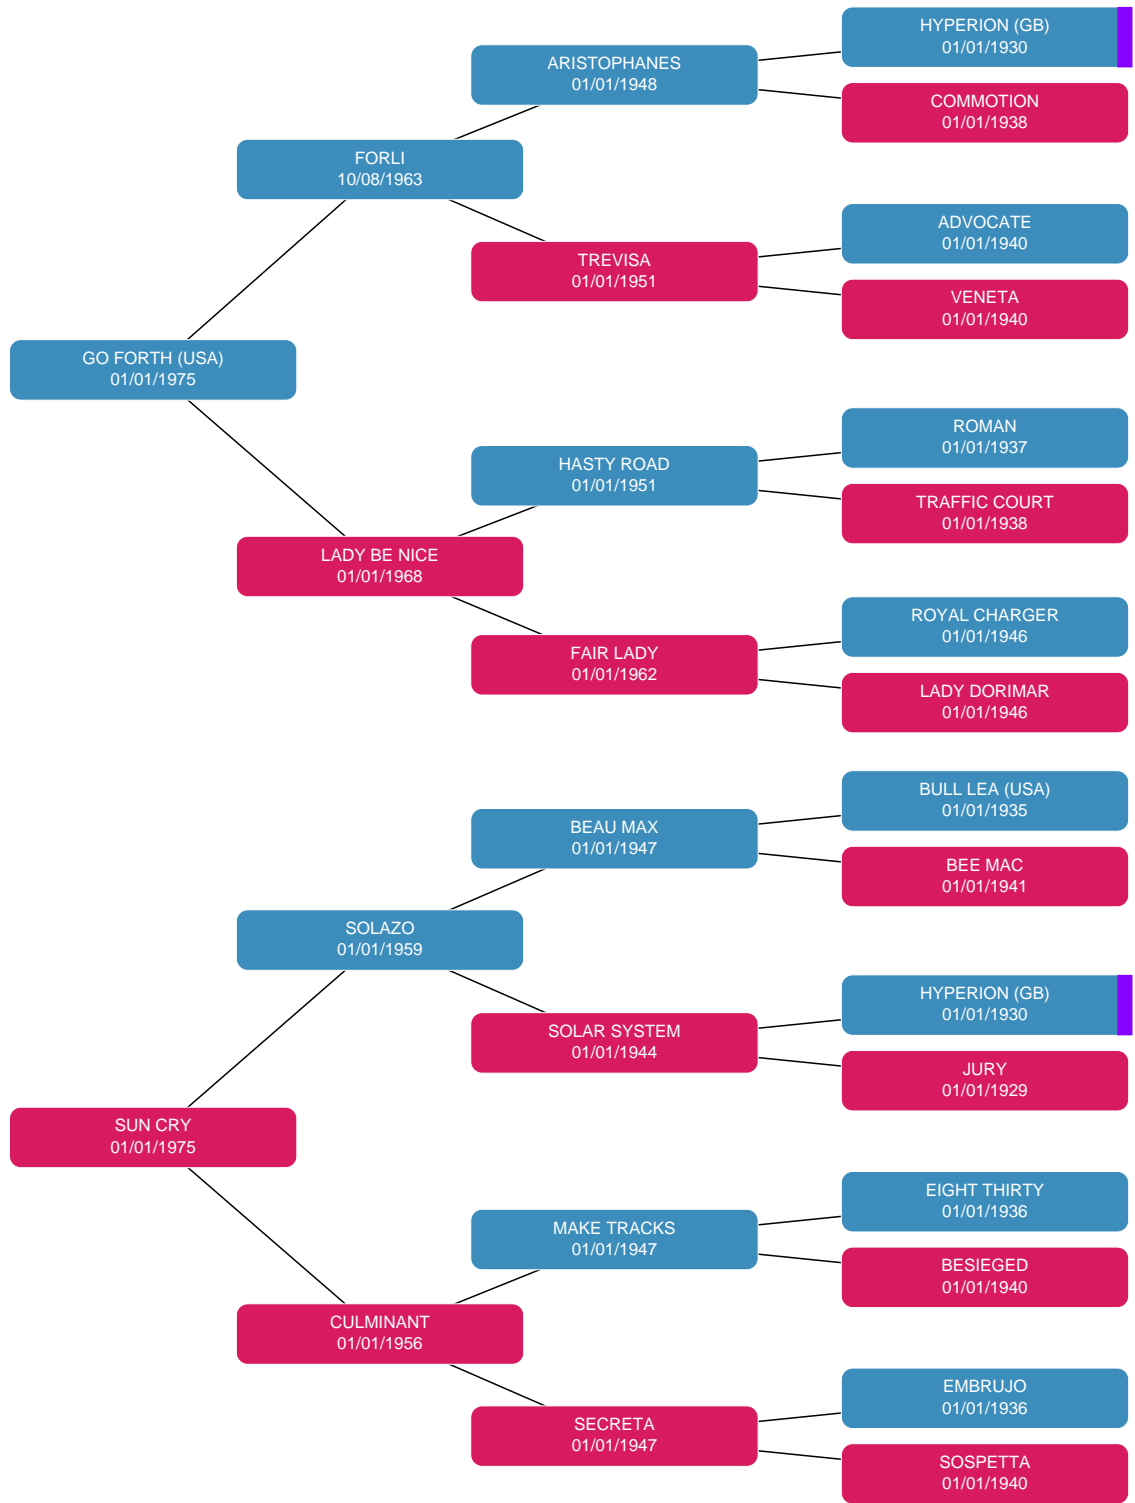 HYPERION (GB)
01/01/1930
ARISTOPHANES
01/01/1948
COMMOTION
01/01/1938
FORLI
10/08/1963
ADVOCATE
01/01/1940
TREVISA
01/01/1951
VENETA
01/01/1940
GO FORTH (USA)
01/01/1975
ROMAN
01/01/1937
HASTY ROAD
01/01/1951
TRAFFIC COURT
01/01/1938
LADY BE NICE
01/01/1968
ROYAL CHARGER
01/01/1946
FAIR LADY
01/01/1962
LADY DORIMAR
01/01/1946
BULL LEA (USA)
01/01/1935
BEAU MAX
01/01/1947
BEE MAC
01/01/1941
SOLAZO
01/01/1959
HYPERION (GB)
01/01/1930
SOLAR SYSTEM
01/01/1944
JURY
01/01/1929
SUN CRY
01/01/1975
EIGHT THIRTY
01/01/1936
MAKE TRACKS
01/01/1947
BESIEGED
01/01/1940
CULMINANT
01/01/1956
EMBRUJO
01/01/1936
SECRETA
01/01/1947
SOSPETTA
01/01/1940